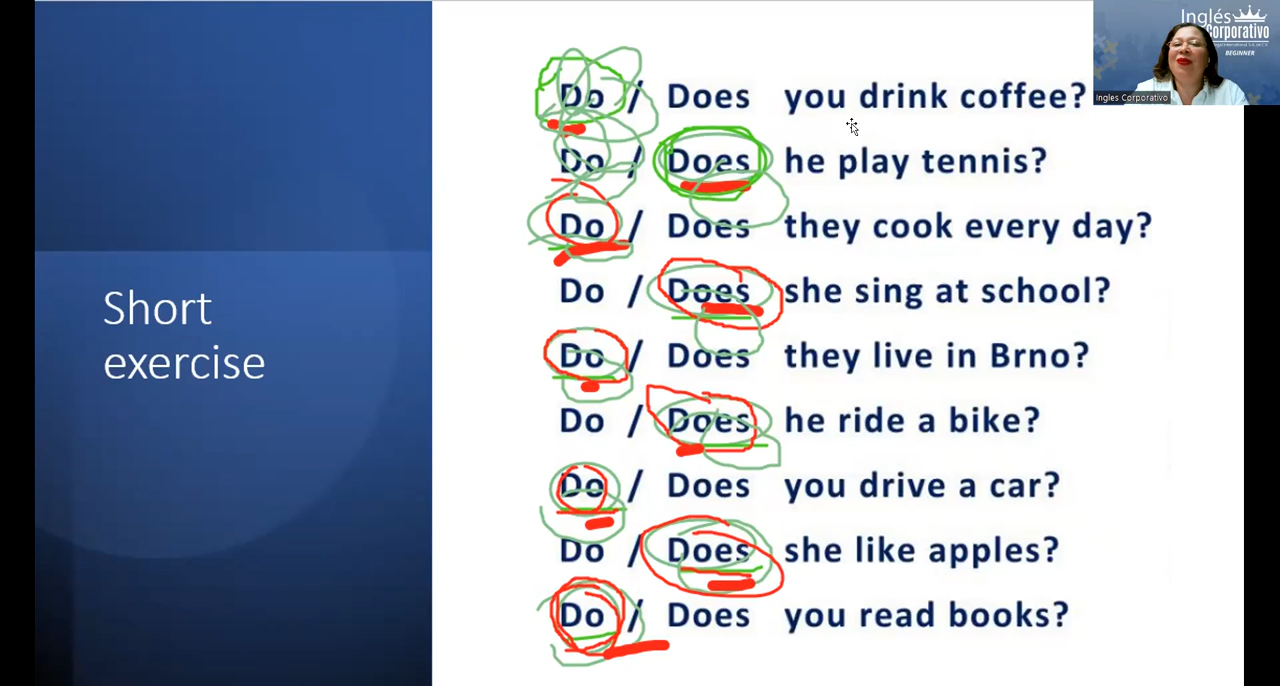 Short
exercise
Do / Does you drink coffee?
Do / Does he play tennis?
Do / Does they cook every day?
Do / Does she sing at school?
Do / Does they live in Brno?
Do / Does he ride a bike?
Do / Does you drive a car?
Do / Does she like apples?
Do / Does you read books?
Inglés
Corporativo
BEGINNER
Ingles Corporativo